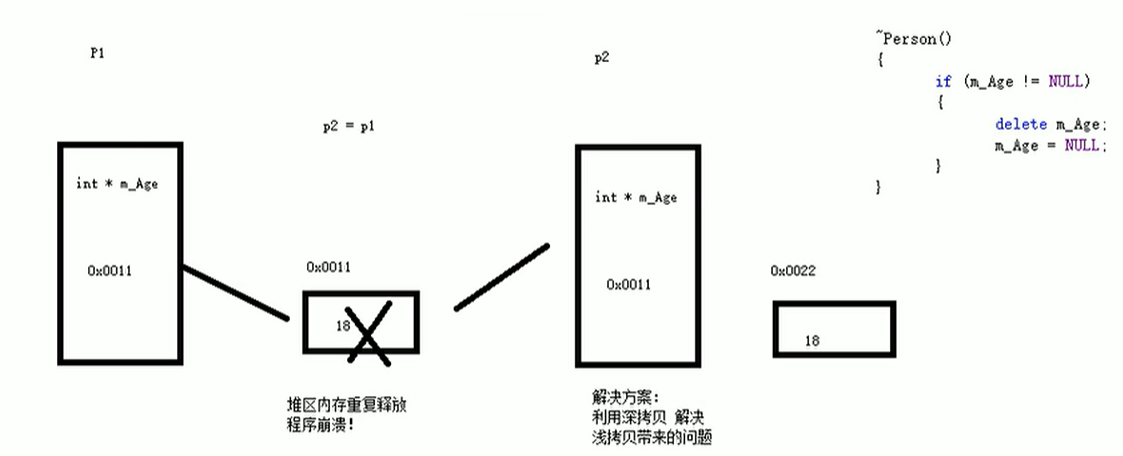 P1
p2 = p1
int * m_Age
0x0011
0x0011
18
堆区内存重复释放
程序崩溃!
p2
int * m_Age
0x0011
0x0022
18
解决方案:
利用深拷贝 解决
浅拷贝带来的问题
~Person()
{
if (m_Age != NULL)
{
delete m_Age;
m_Age = NULL;
}
}